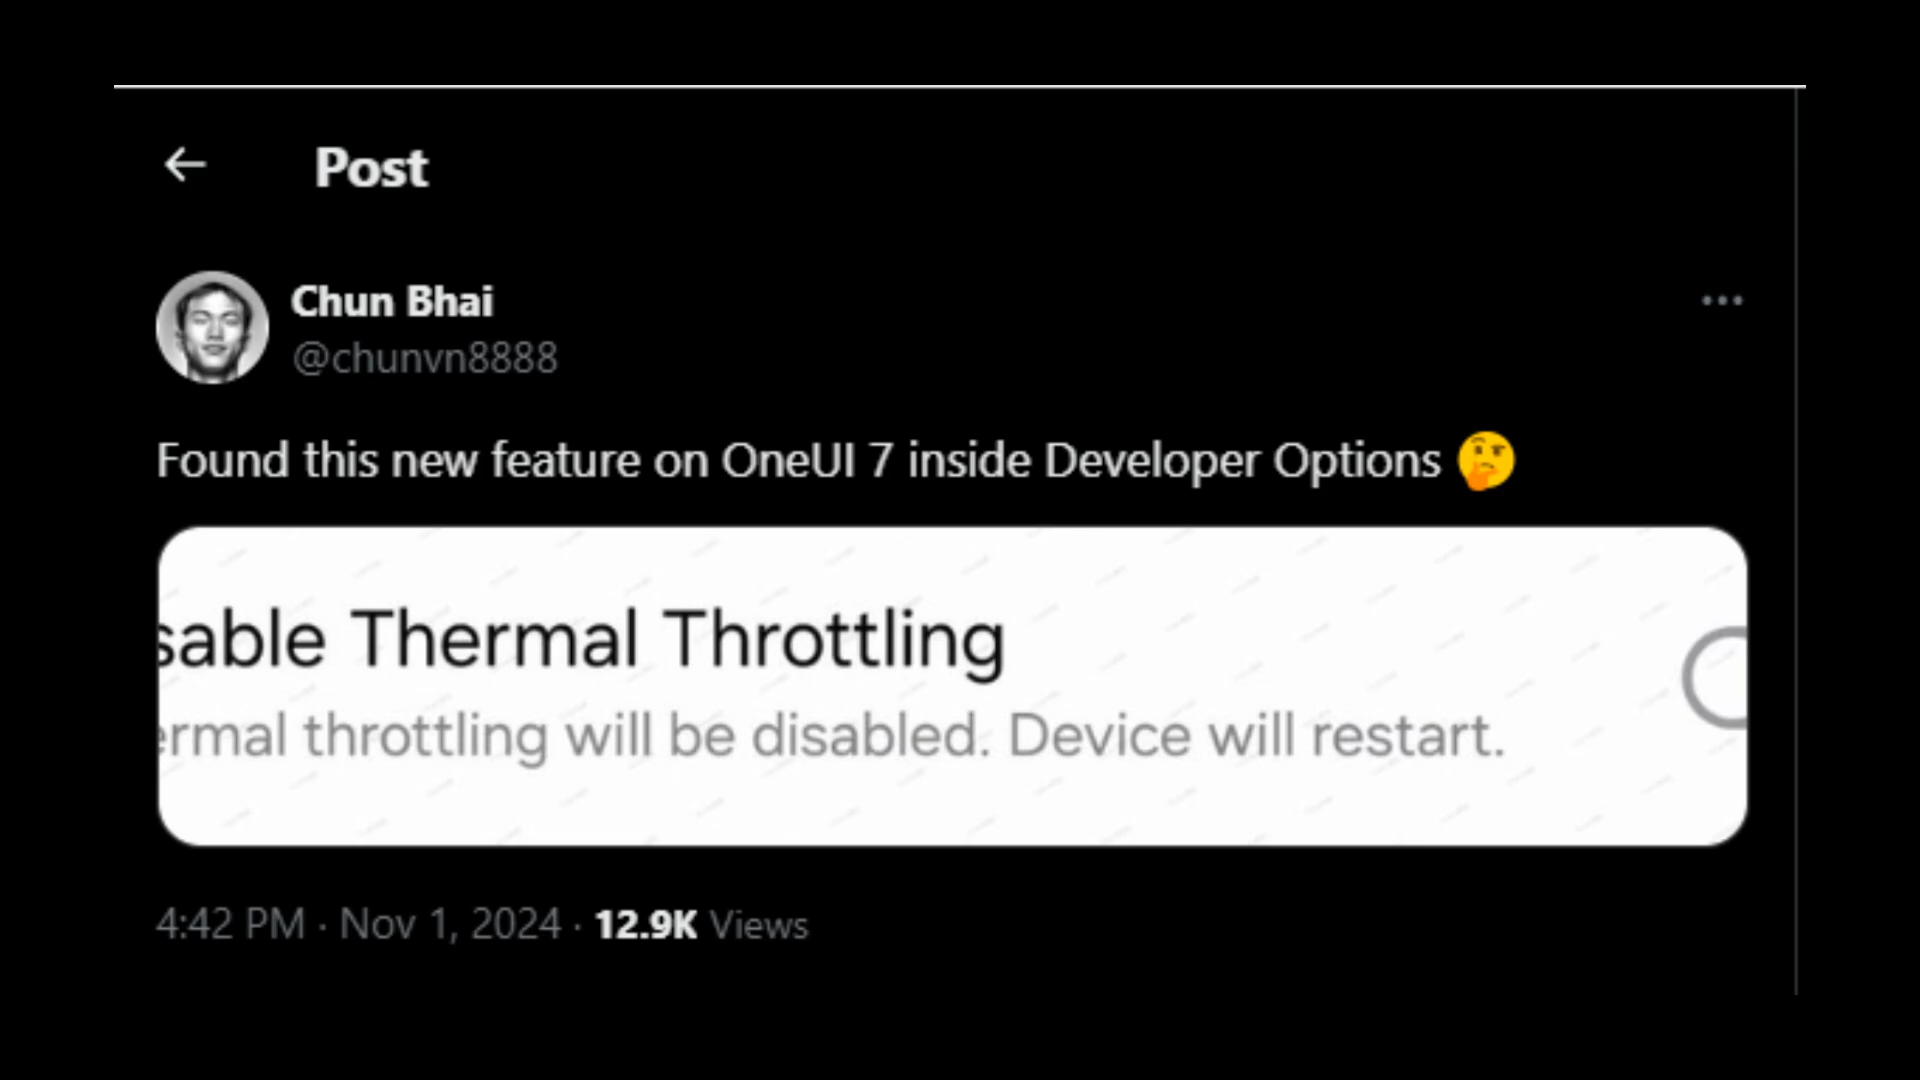 Post
Chun Bhai
@chunvn8888
Found this new feature on OneUI 7 inside Developer Options 🤔
sable Thermal Throttling
ermal throttling will be disabled. Device will restart.
4:42 PM · Nov 1, 2024 · 12.9K Views